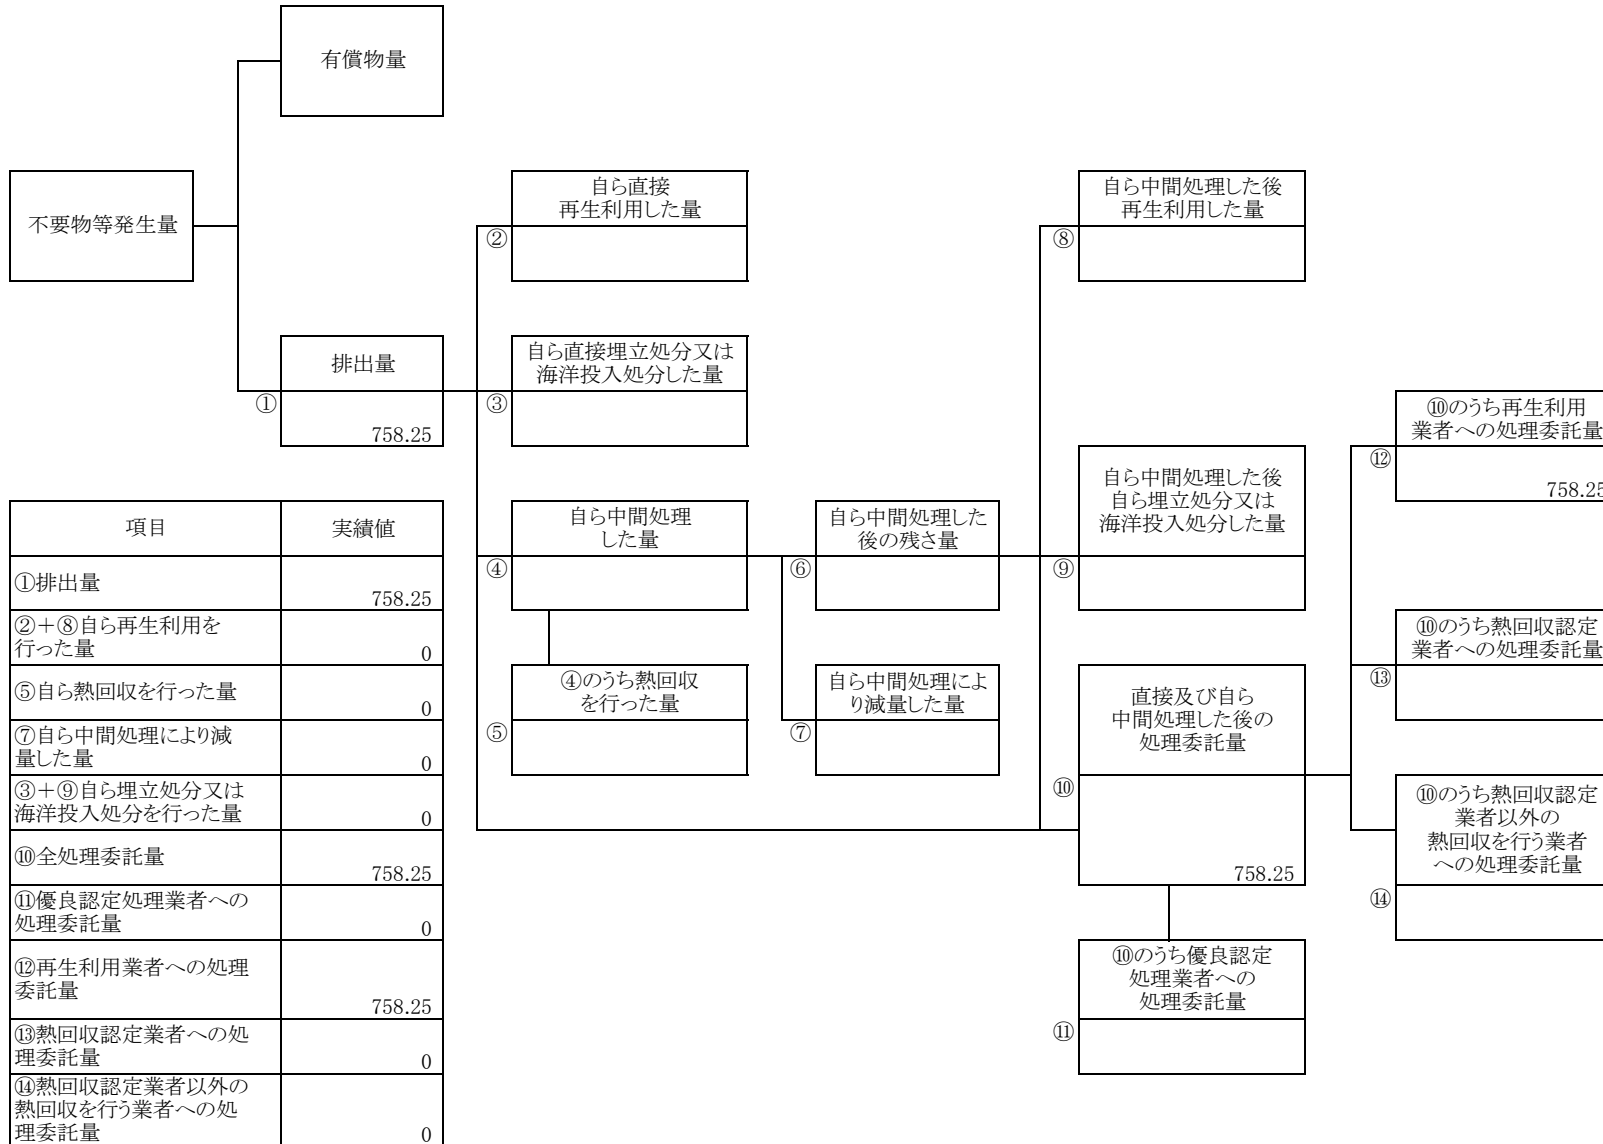 有償物量
不要物等発生量
自ら直接
再生利用した量
②
自ら中間処理した後
再生利用した量
⑧
排出量
①
758.25
自ら直接埋立処分又は
海洋投入処分した量
③
⑩のうち再生利用
業者への処理委託量
⑫
758.25
自ら中間処理
した量
④
自ら中間処理した
後の残さ量
⑥
自ら中間処理した後
自ら埋立処分又は
海洋投入処分した量
⑨
⑩のうち熱回収認定
業者への処理委託量
⑬
④のうち熱回収
を行った量
⑤
自ら中間処理によ
り減量した量
⑦
直接及び自ら
中間処理した後の
処理委託量
⑩
758.25
⑩のうち熱回収認定
業者以外の
熱回収を行う業者
への処理委託量
⑭
⑩のうち優良認定
処理業者への
処理委託量
⑪
項目 実績値
①排出量 758.25
②＋⑧自ら再生利用を
行った量 0
⑤自ら熱回収を行った量 0
⑦自ら中間処理により減
量した量 0
③＋⑨自ら埋立処分又は
海洋投入処分を行った量 0
⑩全処理委託量 758.25
⑪優良認定処理業者への
処理委託量 0
⑫再生利用業者への処理
委託量 758.25
⑬熱回収認定業者への処
理委託量 0
⑭熱回収認定業者以外の
熱回収を行う業者への処
理委託量 0